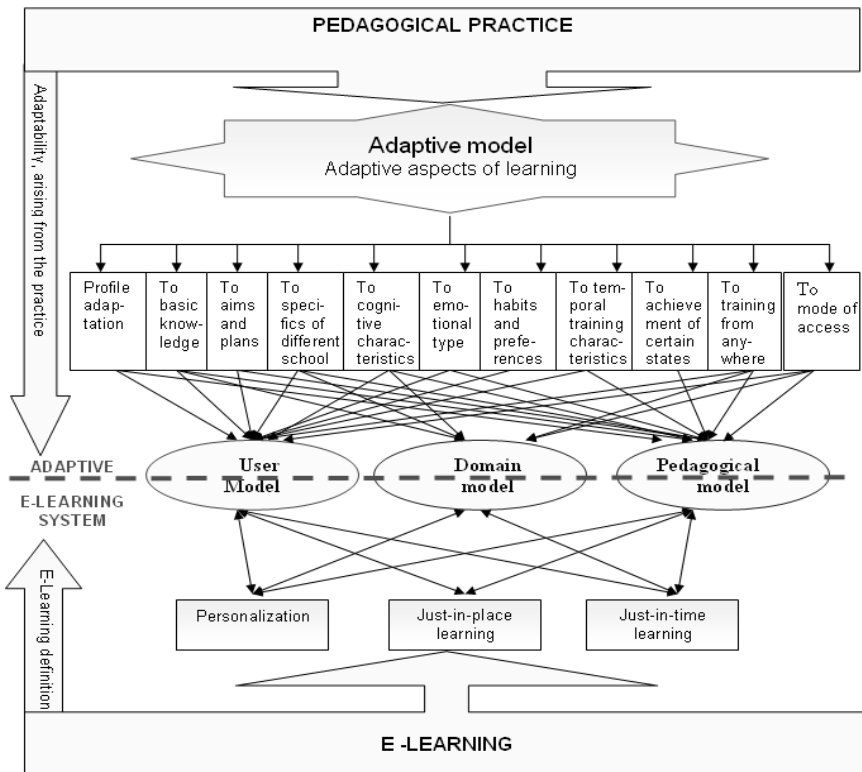 PEDAGOGICAL PRACTICE
Adaptability, arising from the practice
Adaptive model
Adaptive aspects of learning
Profile
adap-
tation
To
basic
know-
ledge
To
aims
and
plans
To
specifi-
fics of
different
school
To
cogni-
tive
charac-
teristics
To
emo-
tional
type
To
habits
and
prefe-
rences
To tem-
poral
training
charac-
teristics
To
achieve
ment of
certain
states
To
training
from
any-
where
To
mode of
access
User
Model
Domain
model
Pedagogical
model
ADAPTIVE
E-LEARNING
SYSTEM
E-Learning definition
Personalization
Just-in-place
learning
Just-in-time
learning
E -LEARNING